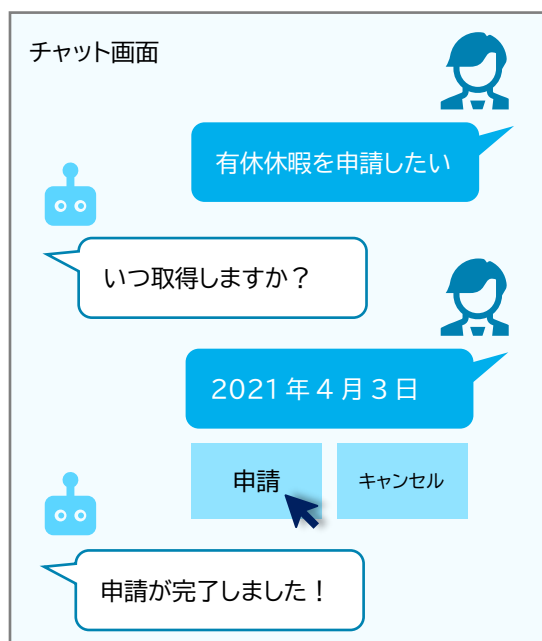 チャット画面
有休休暇を申請したい
いつ取得しますか？
2021年4月3日
申請
キャンセル
申請が完了しました！